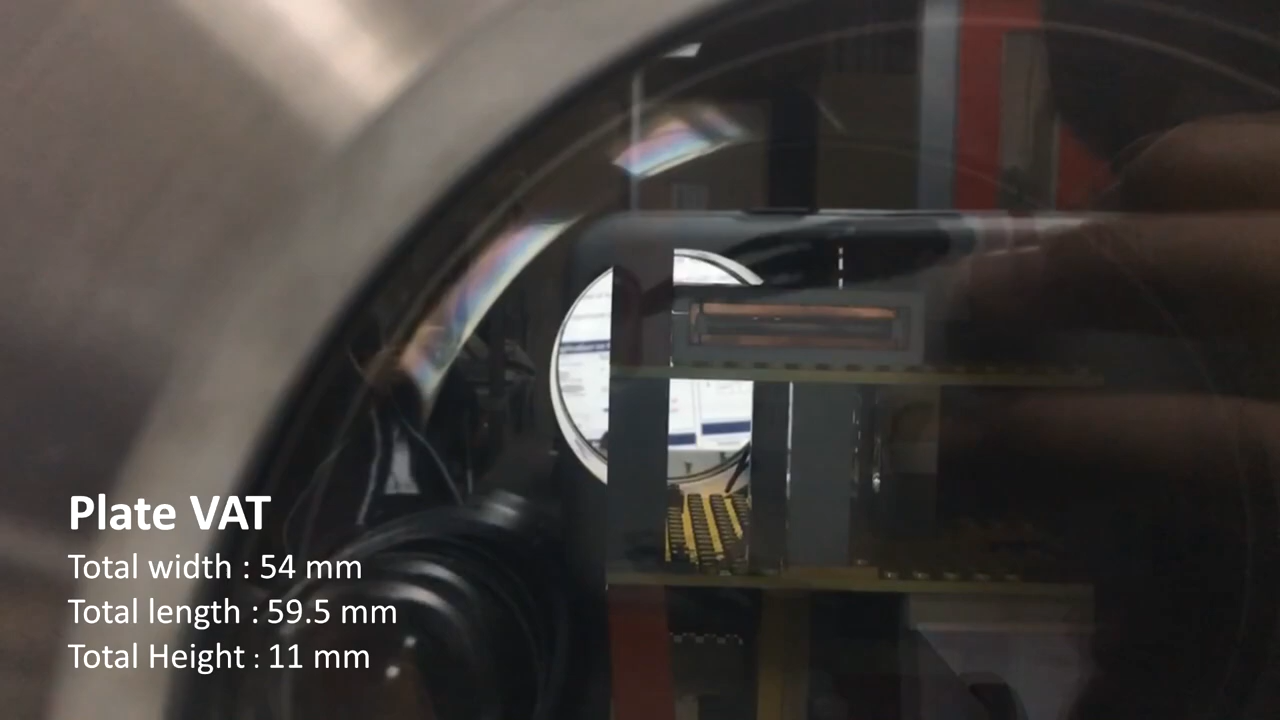 Plate VAT
Total width : 54 mm
Total length : 59.5 mm
Total Height : 11 mm